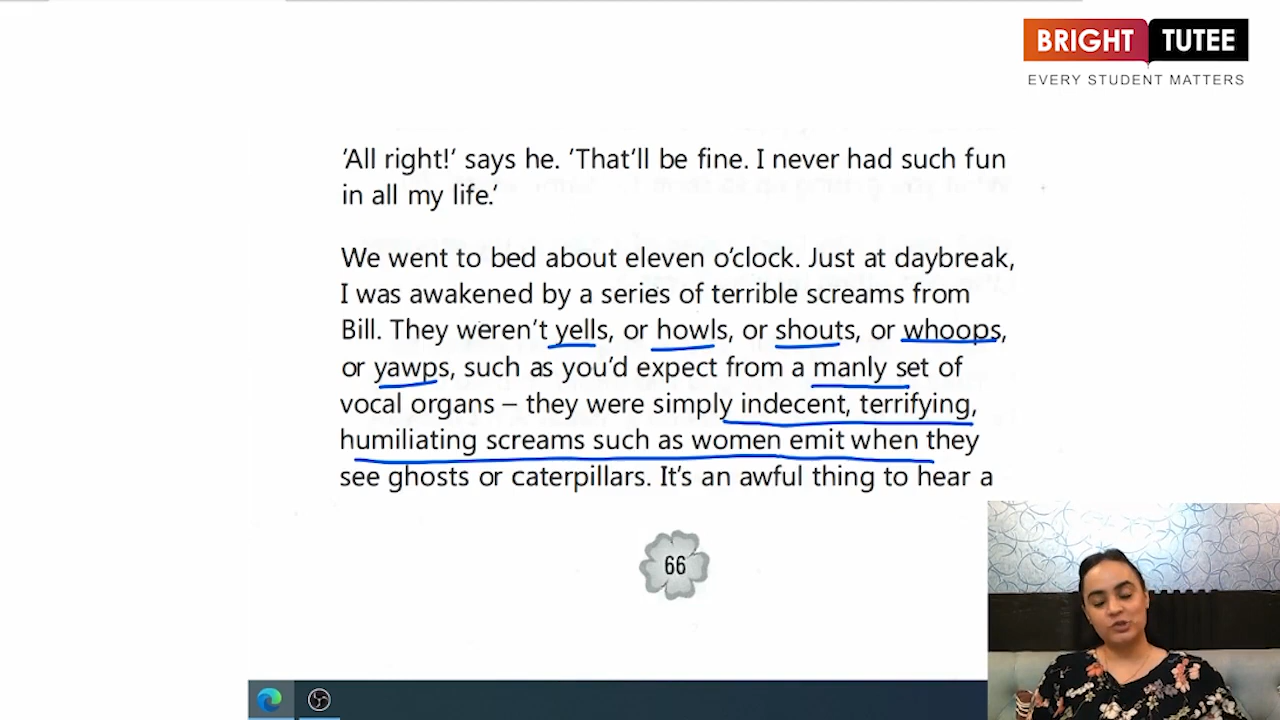 BRIGHT TUTEE
EVERY STUDENT MATTERS
’All right!’ says he. ’That’ll be fine. I never had such fun
in all my life.’
We went to bed about eleven o’clock. Just at daybreak,
I was awakened by a series of terrible screams from
Bill. They weren’t yells, or howls, or shouts, or whoops,
or yawps, such as you’d expect from a manly set of
vocal organs – they were simply indecent, terrifying,
humiliating screams such as women emit when they
see ghosts or caterpillars. It’s an awful thing to hear a
66